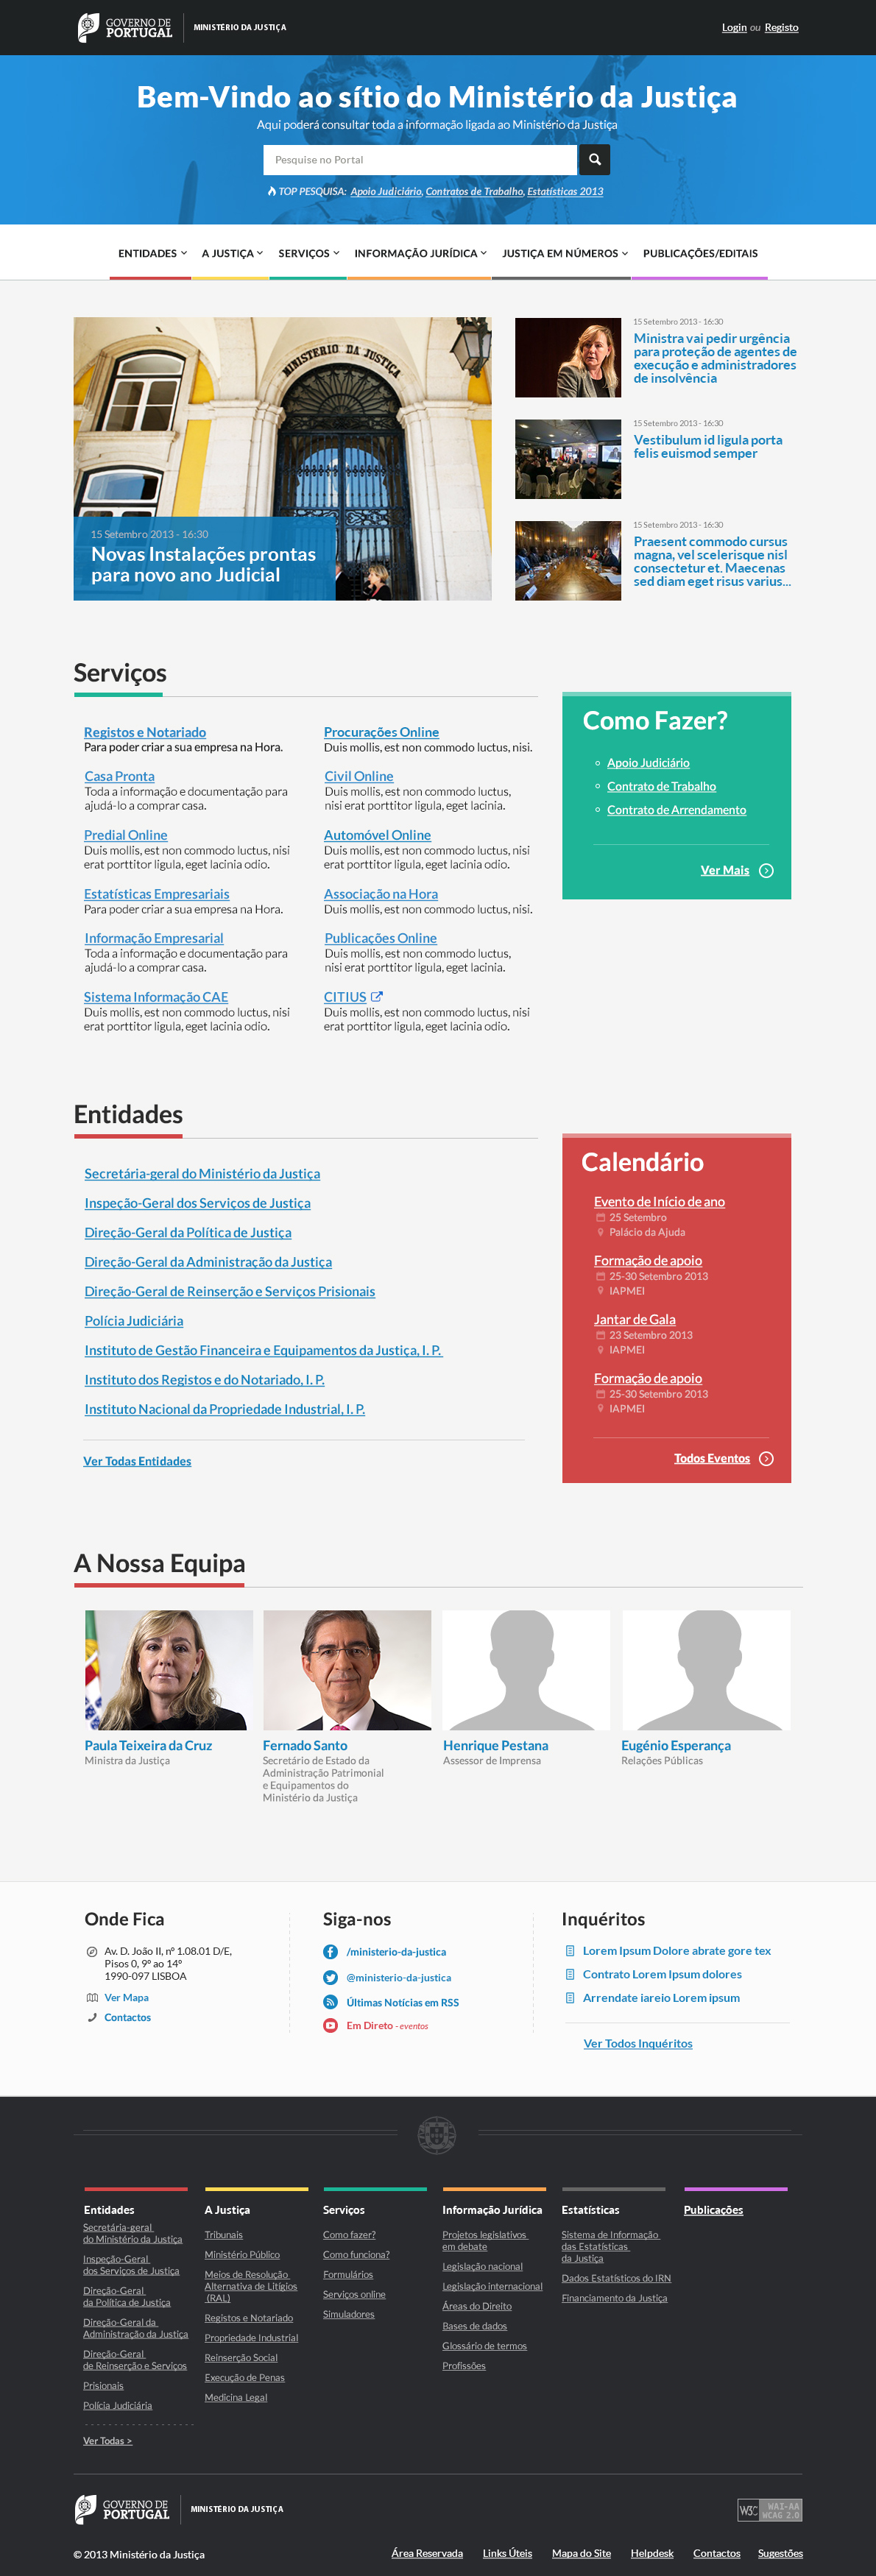 GOVERNO DE
PORTUGAL
MINISTÉRIO DA JUSTIÇA
Login ou Registo
Bem-Vindo ao sítio do Ministério da Justiça
Aqui poderá consultar toda a informação ligada ao Ministério da Justiça
Pesquise no Portal
TOP PESQUISA: Apoio Judiciário, Contratos de Trabalho, Estatísticas 2013
ENTIDADES
A JUSTIÇA
SERVIÇOS
INFORMAÇÃO JURÍDICA
JUSTIÇA EM NÚMEROS
PUBLICAÇÕES/EDITAIS
MINISTERIO DA JUSTIÇA
15 Setembro 2013 - 16:30
Novas Instalações prontas
para novo ano Judicial
15 Setembro 2013 - 16:30
Ministra vai pedir urgência
para proteção de agentes de
execução e administradores
de insolvência
15 Setembro 2013 - 16:30
Vestibulum id ligula porta
felis euismod semper
15 Setembro 2013 - 16:30
Praesent commodo cursus
magna, vel scelerisque nisl
consectetur et. Maecenas
sed diam eget risus varius...
Serviços
Registos e Notariado
Para poder criar a sua empresa na Hora.
Casa Pronta
Toda a informação e documentação para
ajudá-lo a comprar casa.
Predial Online
Duis mollis, est non commodo luctus, nisi
erat porttitor ligula, eget lacinia odio.
Estatísticas Empresariais
Para poder criar a sua empresa na Hora.
Informação Empresarial
Toda a informação e documentação para
ajudá-lo a comprar casa.
Sistema Informação CAE
Duis mollis, est non commodo luctus, nisi
erat porttitor ligula, eget lacinia odio.
Procurações Online
Duis mollis, est non commodo luctus, nisi.
Civil Online
Duis mollis, est non commodo luctus,
nisi erat porttitor ligula, eget lacinia.
Automóvel Online
Duis mollis, est non commodo luctus, nisi
erat porttitor ligula, eget lacinia odio.
Associação na Hora
Duis mollis, est non commodo luctus, nisi.
Publicações Online
Duis mollis, est non commodo luctus,
nisi erat porttitor ligula, eget lacinia.
CITIUS
Duis mollis, est non commodo luctus, nisi
erat porttitor ligula, eget lacinia odio.
Como Fazer?
Apoio Judiciário
Contrato de Trabalho
Contrato de Arrendamento
Ver Mais
Entidades
Secretária-geral do Ministério da Justiça
Inspeção-Geral dos Serviços de Justiça
Direção-Geral da Política de Justiça
Direção-Geral da Administração da Justiça
Direção-Geral de Reinserção e Serviços Prisionais
Polícia Judiciária
Instituto de Gestão Financeira e Equipamentos da Justiça, I. P.
Instituto dos Registos e do Notariado, I. P.
Instituto Nacional da Propriedade Industrial, I. P.
Ver Todas Entidades
Calendário
Evento de Início de ano
25 Setembro
Palácio da Ajuda
Formação de apoio
25-30 Setembro 2013
IAPMEI
Jantar de Gala
23 Setembro 2013
IAPMEI
Formação de apoio
25-30 Setembro 2013
IAPMEI
Todos Eventos
A Nossa Equipa
Paula Teixeira da Cruz
Ministra da Justiça
Fernado Santo
Secretário de Estado da
Administração Patrimonial
e Equipamentos do
Ministério da Justiça
Henrique Pestana
Assessor de Imprensa
Eugénio Esperança
Relações Públicas
Onde Fica
Av. D. João II, nº 1.08.01 D/E,
Pisos 0, 9º ao 14º
1990-097 LISBOA
Ver Mapa
Contactos
Siga-nos
/ministerio-da-justica
@ministerio-da-justica
Últimas Notícias em RSS
Em Direto - eventos
Inquéritos
Lorem Ipsum Dolore abrate gore tex
Contrato Lorem Ipsum dolores
Arrendate iareio Lorem ipsum
Ver Todos Inquéritos
Entidades
Secretária-geral
do Ministério da Justiça
Inspeção-Geral
dos Serviços de Justiça
Direção-Geral
da Política de Justiça
Direção-Geral da
Administração da Justiça
Direção-Geral
de Reinserção e Serviços
Prisionais
Polícia Judiciária
Ver Todas >
A Justiça
Tribunais
Ministério Público
Meios de Resolução
Alternativa de Litígios
(RAL)
Registos e Notariado
Propriedade Industrial
Reinserção Social
Execução de Penas
Medicina Legal
Serviços
Como fazer?
Como funciona?
Formulários
Serviços online
Simuladores
Informação Jurídica
Projetos legislativos
em debate
Legislação nacional
Legislação internacional
Áreas do Direito
Bases de dados
Glossário de termos
Profissões
Estatísticas
Sistema de Informação
das Estatísticas
da Justiça
Dados Estatísticos do IRN
Financiamento da Justiça
Publicações
GOVERNO DE
PORTUGAL
MINISTÉRIO DA JUSTIÇA
W3C WAI-AA
WCAG 2.0
© 2013 Ministério da Justiça
Área Reservada
Links Úteis
Mapa do Site
Helpdesk
Contactos
Sugestões